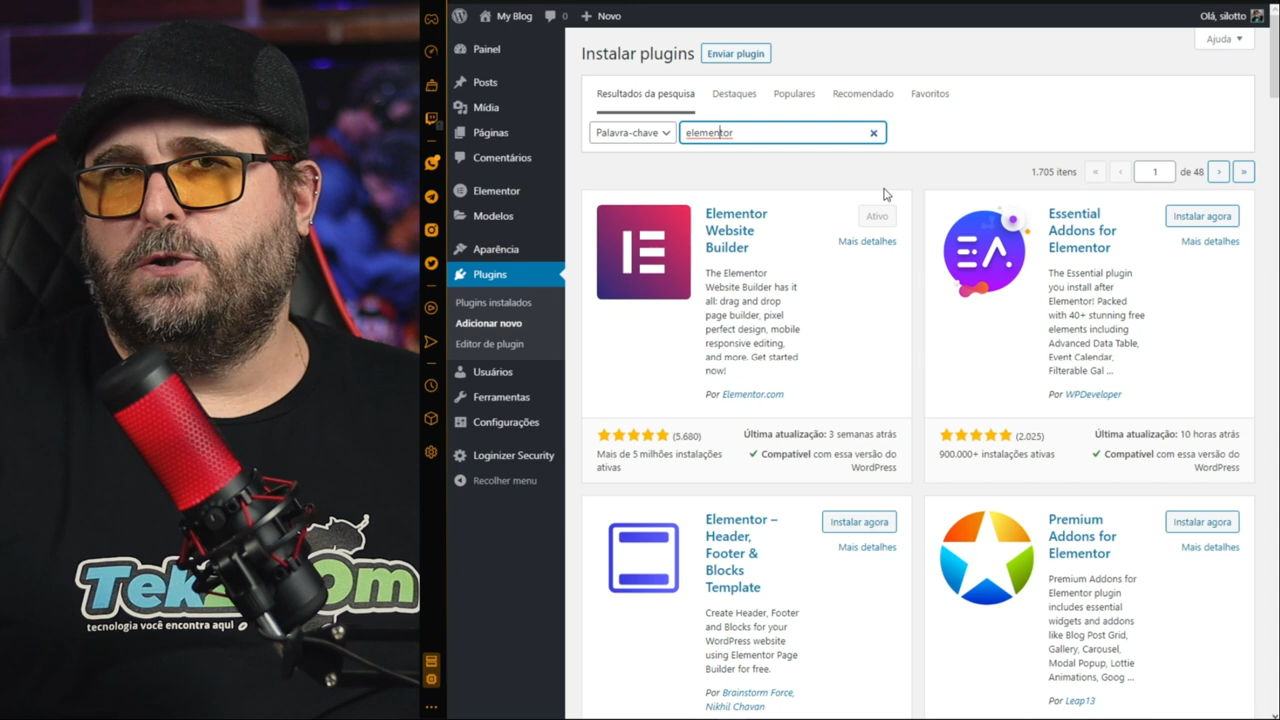 My Blog
0
Novo
Olá, silotto
Ajuda
Painel
Posts
Mídia
Páginas
Comentários
Elementor
Modelos
Aparência
Plugins
Plugins instalados
Adicionar novo
Editor de plugin
Usuários
Ferramentas
Configurações
Loginizer Security
Recolher menu
Instalar plugins
Enviar plugin
Resultados da pesquisa
Destaques
Populares
Recomendado
Favoritos
Palavra-chave
elementor
1.705 itens
«
‹
1
de 48
›
»
Elementor
Website
Builder
Ativo
Mais detalhes
The Elementor
Website Builder has it
all: drag and drop
page builder, pixel
perfect design, mobile
responsive editing,
and more. Get started
now!
Por Elementor.com
(5.680)
Mais de 5 milhões instalações
ativas
Última atualização: 3 semanas atrás
Compatível com essa versão do
WordPress
EA
Essential
Addons for
Elementor
Instalar agora
Mais detalhes
The Essential plugin
you install after
Elementor! Packed
with 40+ stunning free
elements including
Advanced Data Table,
Event Calendar,
Filterable Gal ...
Por WPDeveloper
(2.025)
900.000+ instalações ativas
Última atualização: 10 horas atrás
Compatível com essa versão do
WordPress
Elementor –
Header,
Footer &
Blocks
Template
Instalar agora
Mais detalhes
Create Header, Footer
and Blocks for your
WordPress website
using Elementor Page
Builder for free.
Por Brainstorm Force,
Nikhil Chavan
Premium
Addons for
Elementor
Instalar agora
Mais detalhes
Premium Addons for
Elementor plugin
includes essential
widgets and addons
like Blog Post Grid,
Gallery, Carousel,
Modal Popup, Lottie
Animations, Goog ...
Por Leap13
tecnologia você encontra aqui